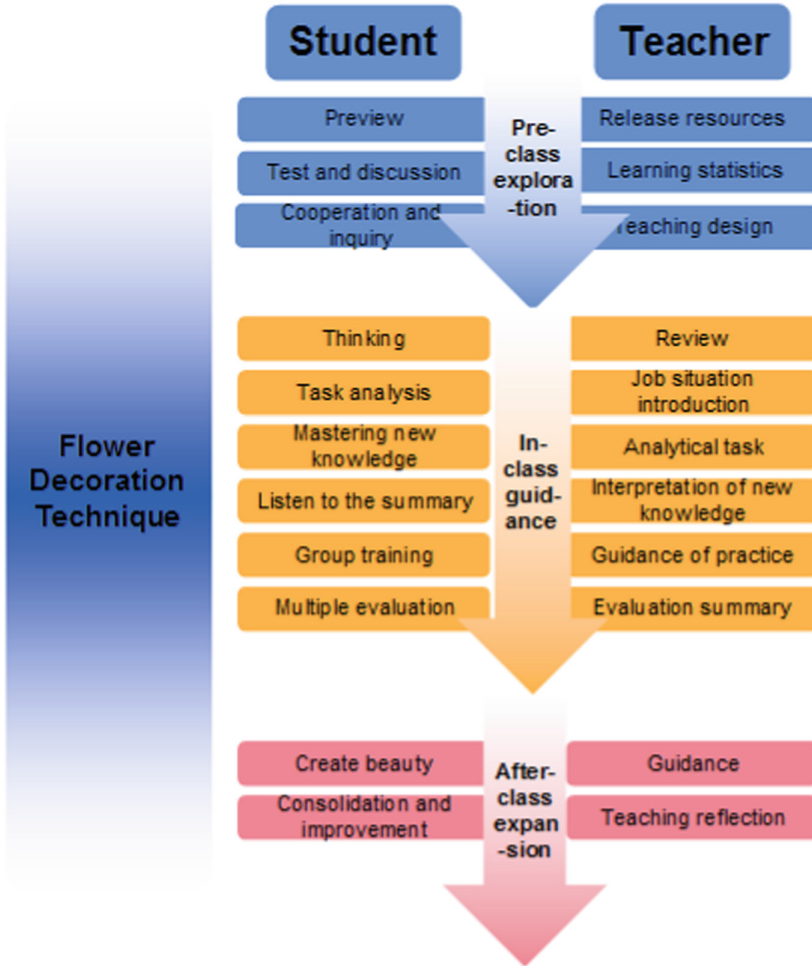 Student
Teacher
Preview
Pre-
class
explora
-tion
Release resources
Test and discussion
Learning statistics
Cooperation and
inquiry
Teaching design
Flower
Decoration
Technique
Thinking
In-
class
guid-
ance
Review
Task analysis
Job situation
introduction
Mastering new
knowledge
Analytical task
Listen to the summary
Interpretation of new
knowledge
Group training
Guidance of practice
Multiple evaluation
Evaluation summary
Create beauty
After-
class
expan
-sion
Guidance
Consolidation and
improvement
Teaching reflection